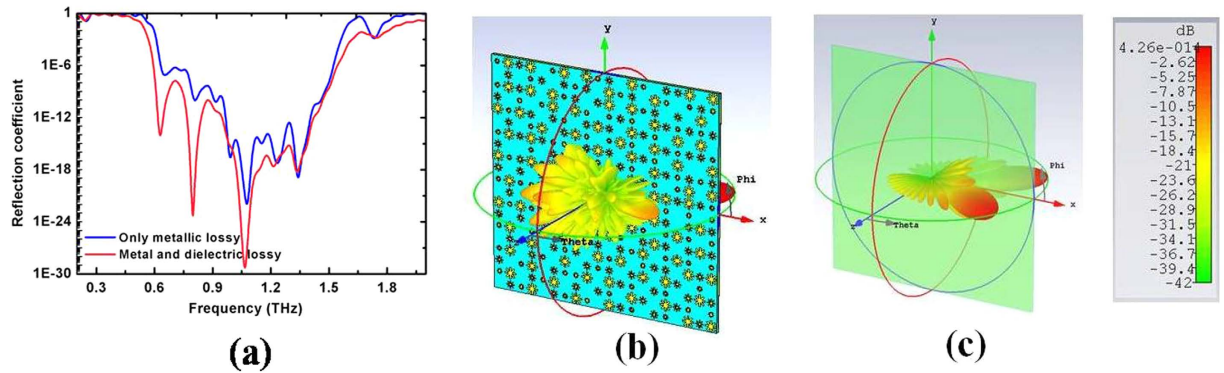 Reflection coefficient
1
1E-6
1E-12
1E-18
1E-24
1E-30
Only metallic lossy
Metal and dielectric lossy
0.3 0.6 0.9 1.2 1.5 1.8
Frequency (THz)
(a)
y
Phi
x
Theta
(b)
y
Phi
x
z
Theta
(c)
dB
4.26e-014
-2.62
-5.25
-7.87
-10.5
-13.1
-15.7
-18.4
-21
-23.6
-26.2
-28.9
-31.5
-34.1
-36.7
-39.4
-42